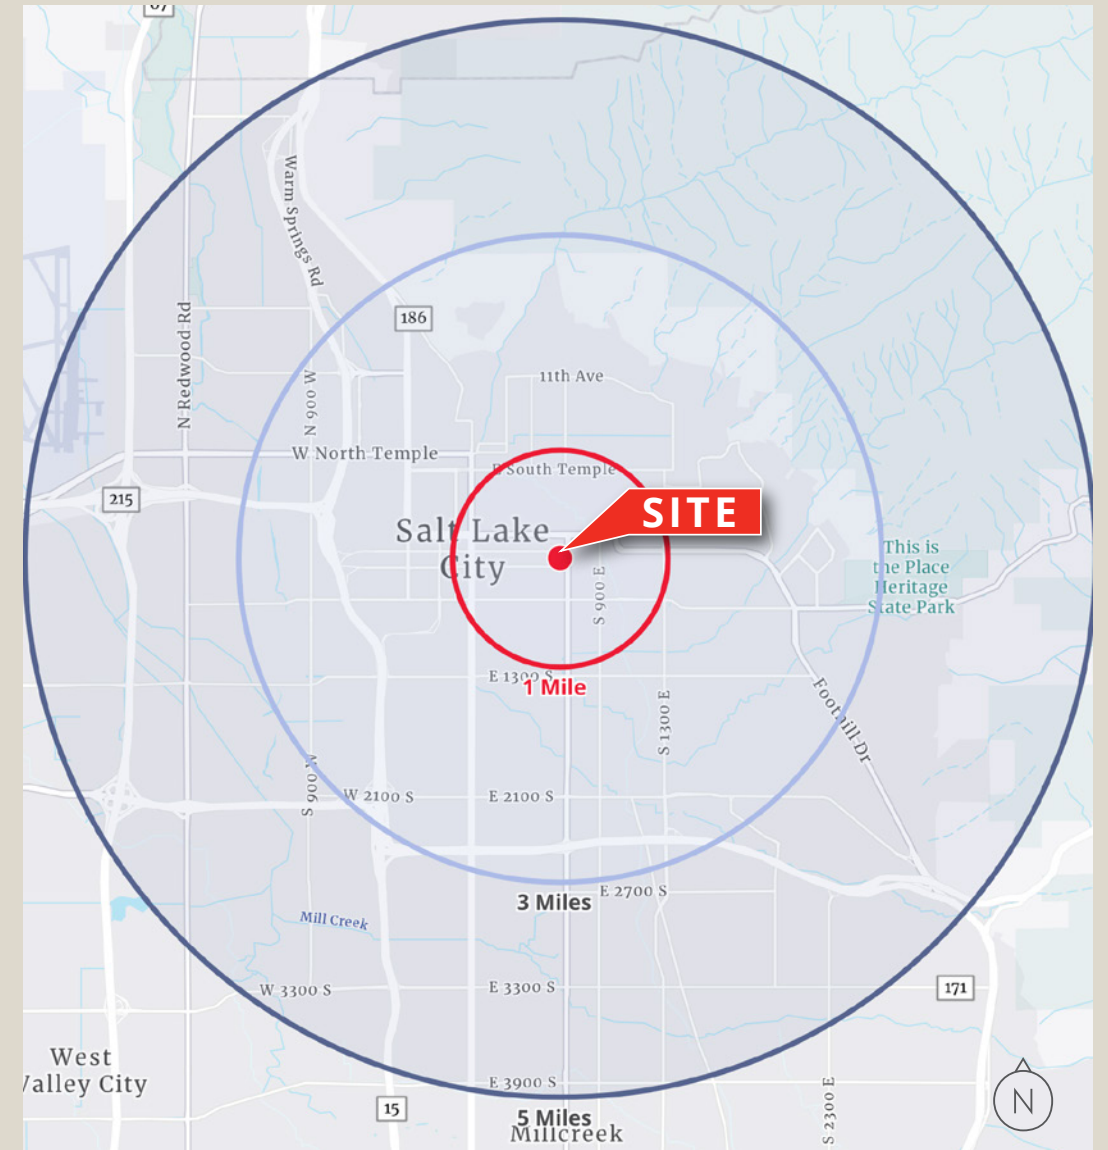 67
Warm Springs Rd
N Redwood Rd
186
11th Ave
N 900 W
W North Temple
E South Temple
215
SITE
Salt Lake
City
This is
the Place
Heritage
State Park
S 900 E
E 1300 S
1 Mile
S 1300 E
Foothill Dr
S 900 W
W 2100 S
E 2100 S
E 2700 S
3 Miles
Mill Creek
W 3300 S
E 3300 S
171
West
Valley City
E 3900 S
15
5 Miles
Millcreek
S 2300 E
N